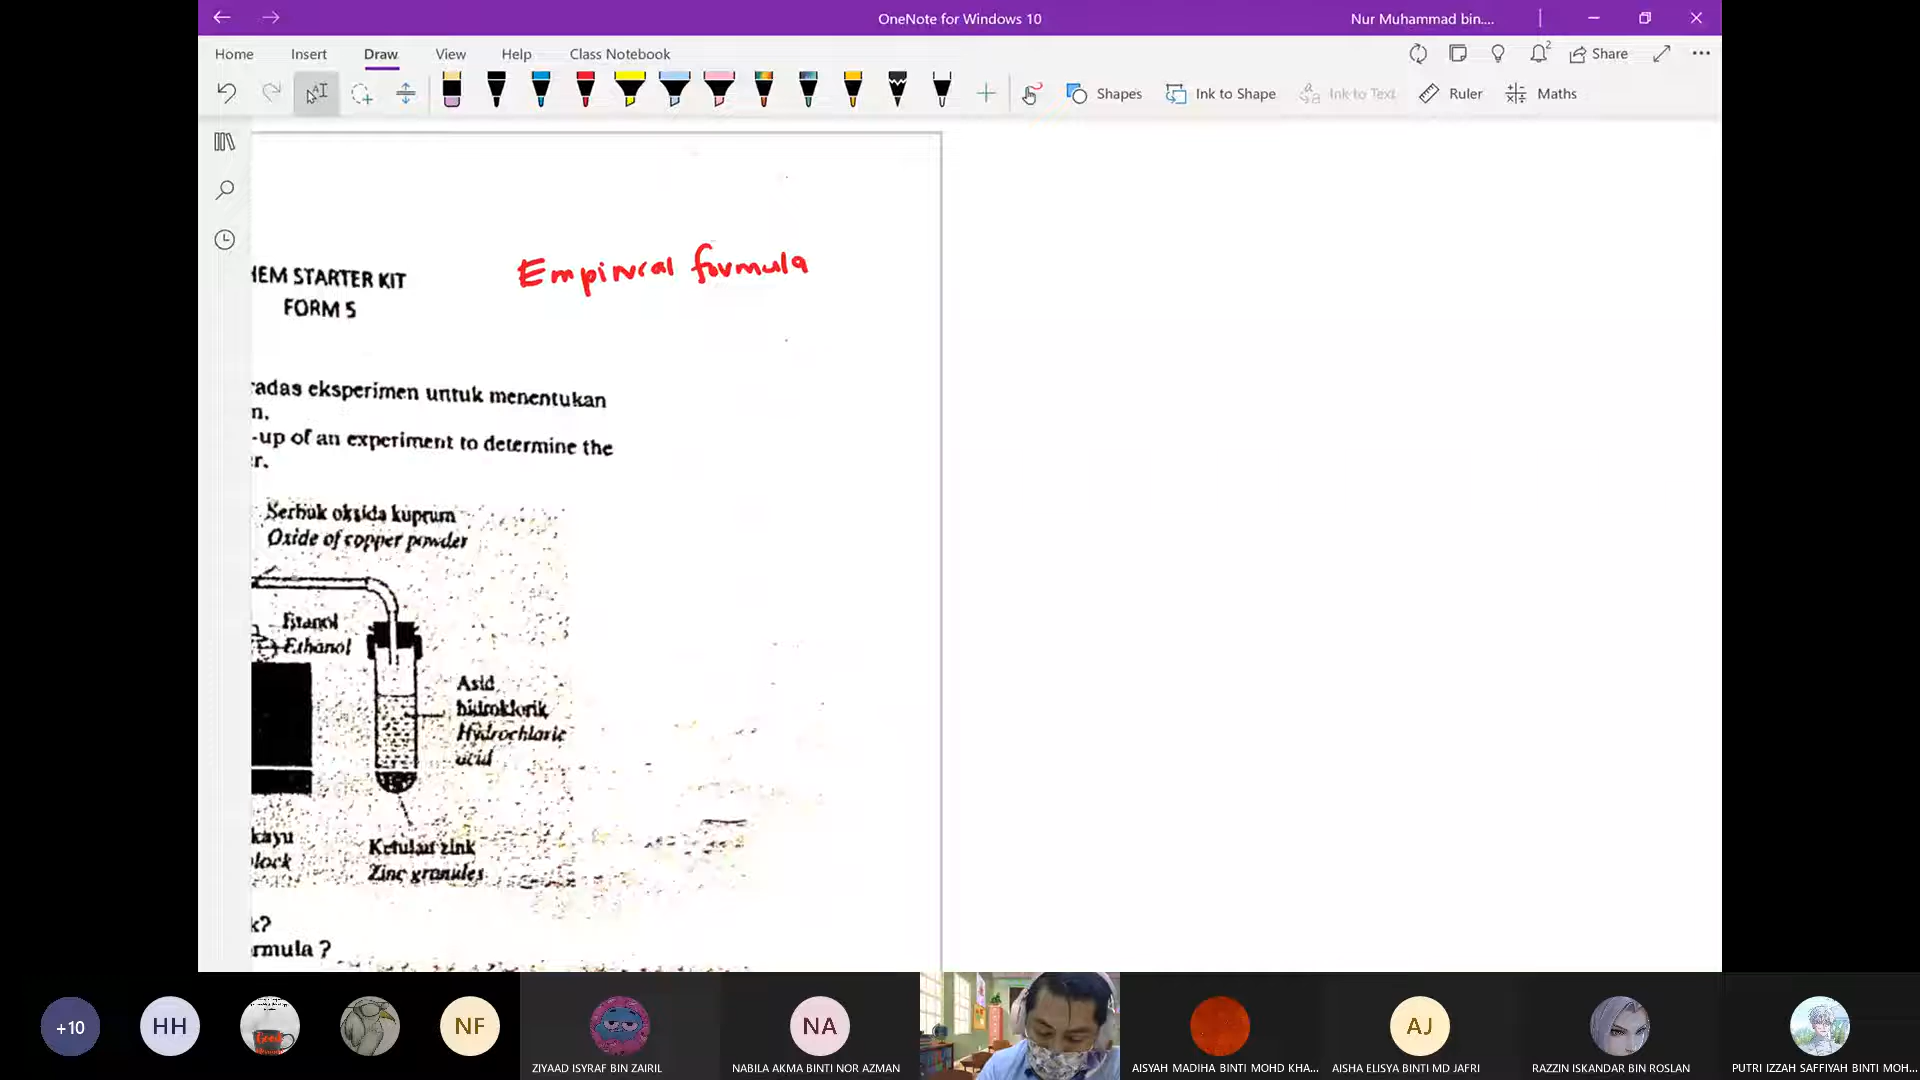 OneNote for Windows 10
Nur Muhammad bin....
Home Insert Draw View Help Class Notebook
2 Share
Shapes Ink to Shape Ink to Text Ruler Maths
HEM STARTER KIT
FORM 5
Empirical formula
radas eksperimen untuk menentukan
n.
-up of an experiment to determine the
r.
Serbuk oksida kuprum
Oxide of copper powder
Etanol
Ethanol
Asid
hidroklorik
Hydrochloric
acid
kayu
lock
Ketulan zink
Zinc granules
k?
rmula ?
+10
HH
NF
NA
AJ
ZIYAAD ISYRAF BIN ZAIRIL
NABILA AKMA BINTI NOR AZMAN
AISYAH MADIHA BINTI MOHD KHA...
AISHA ELISYA BINTI MD JAFRI
RAZZIN ISKANDAR BIN ROSLAN
PUTRI IZZAH SAFFIYAH BINTI MOH...